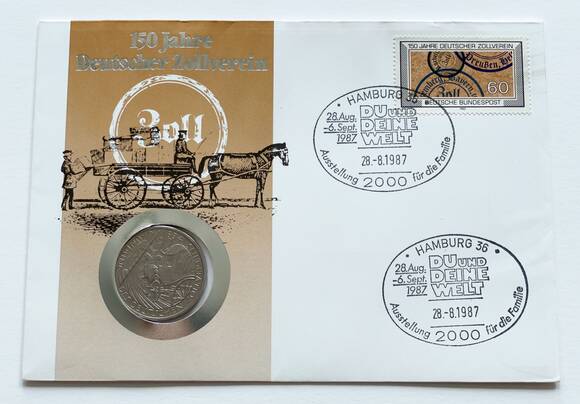 150 Jahre
Deutscher Zollverein
Zoll
150 JAHRE DEUTSCHER ZOLLVEREIN
Preußen, 
Bayern
Zoll
60
DEUTSCHE BUNDESPOST
HAMBURG 36
28. Aug.
-6. Sept.
1987
DU UND
DEINE
WELT
28.-8.1987
Ausstellung 2000 für die Familie
HAMBURG 36
28. Aug.
-6. Sept.
1987
DU UND
DEINE
WELT
28.-8.1987
Ausstellung 2000 für die Familie